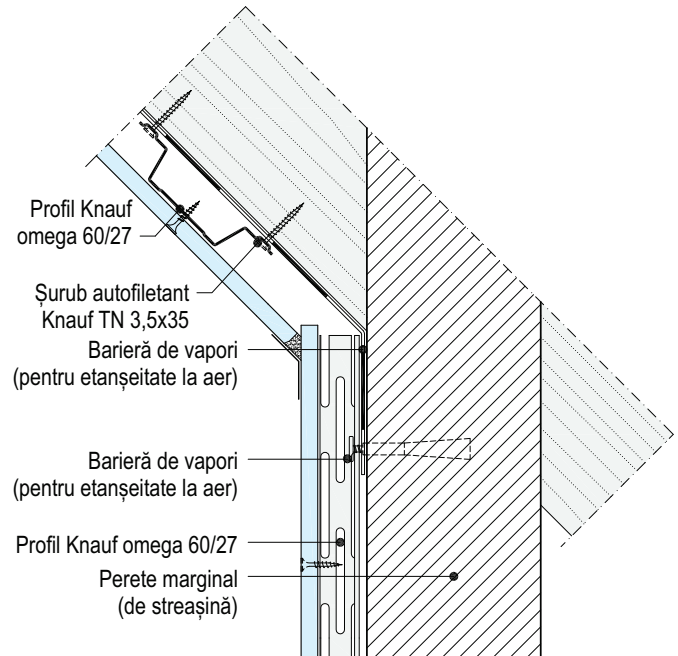 Profil Knauf
omega 60/27
Șurub autofiletant
Knauf TN 3,5x35
Barieră de vapori
(pentru etanșeitate la aer)
Barieră de vapori
(pentru etanșeitate la aer)
Profil Knauf omega 60/27
Perete marginal
(de streașină)